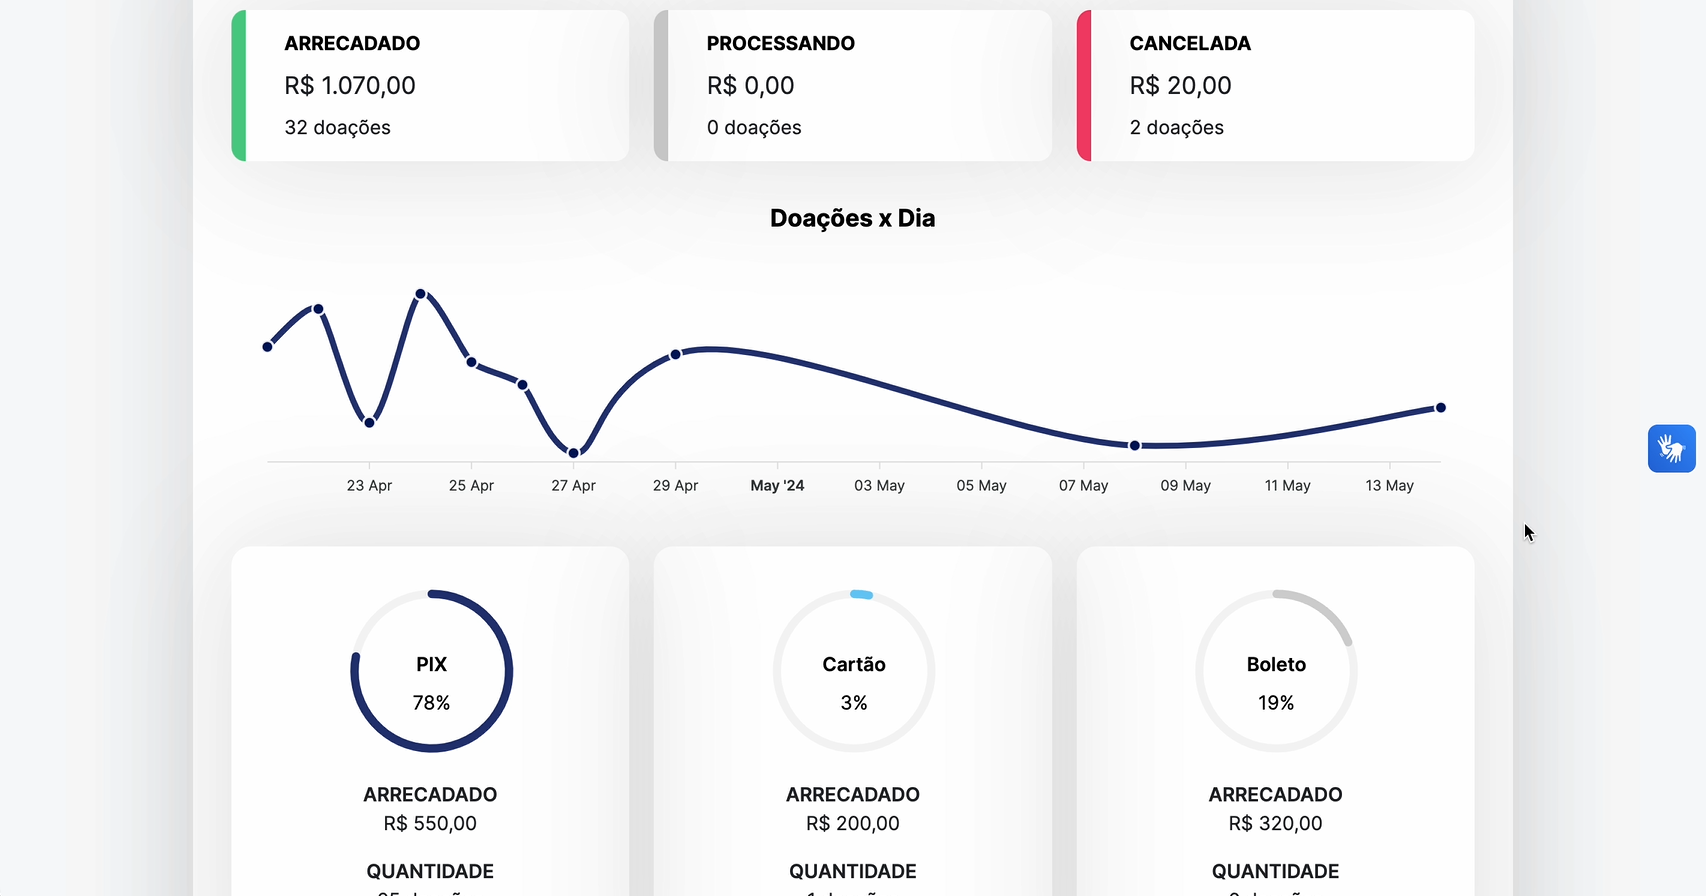 ARRECADADO
R$ 1.070,00
32 doações
PROCESSANDO
R$ 0,00
0 doações
CANCELADA
R$ 20,00
2 doações
Doações x Dia
23 Apr 25 Apr 27 Apr 29 Apr May '24 03 May 05 May 07 May 09 May 11 May 13 May
PIX
78%
ARRECADADO
R$ 550,00
QUANTIDADE
Cartão
3%
ARRECADADO
R$ 200,00
QUANTIDADE
Boleto
19%
ARRECADADO
R$ 320,00
QUANTIDADE